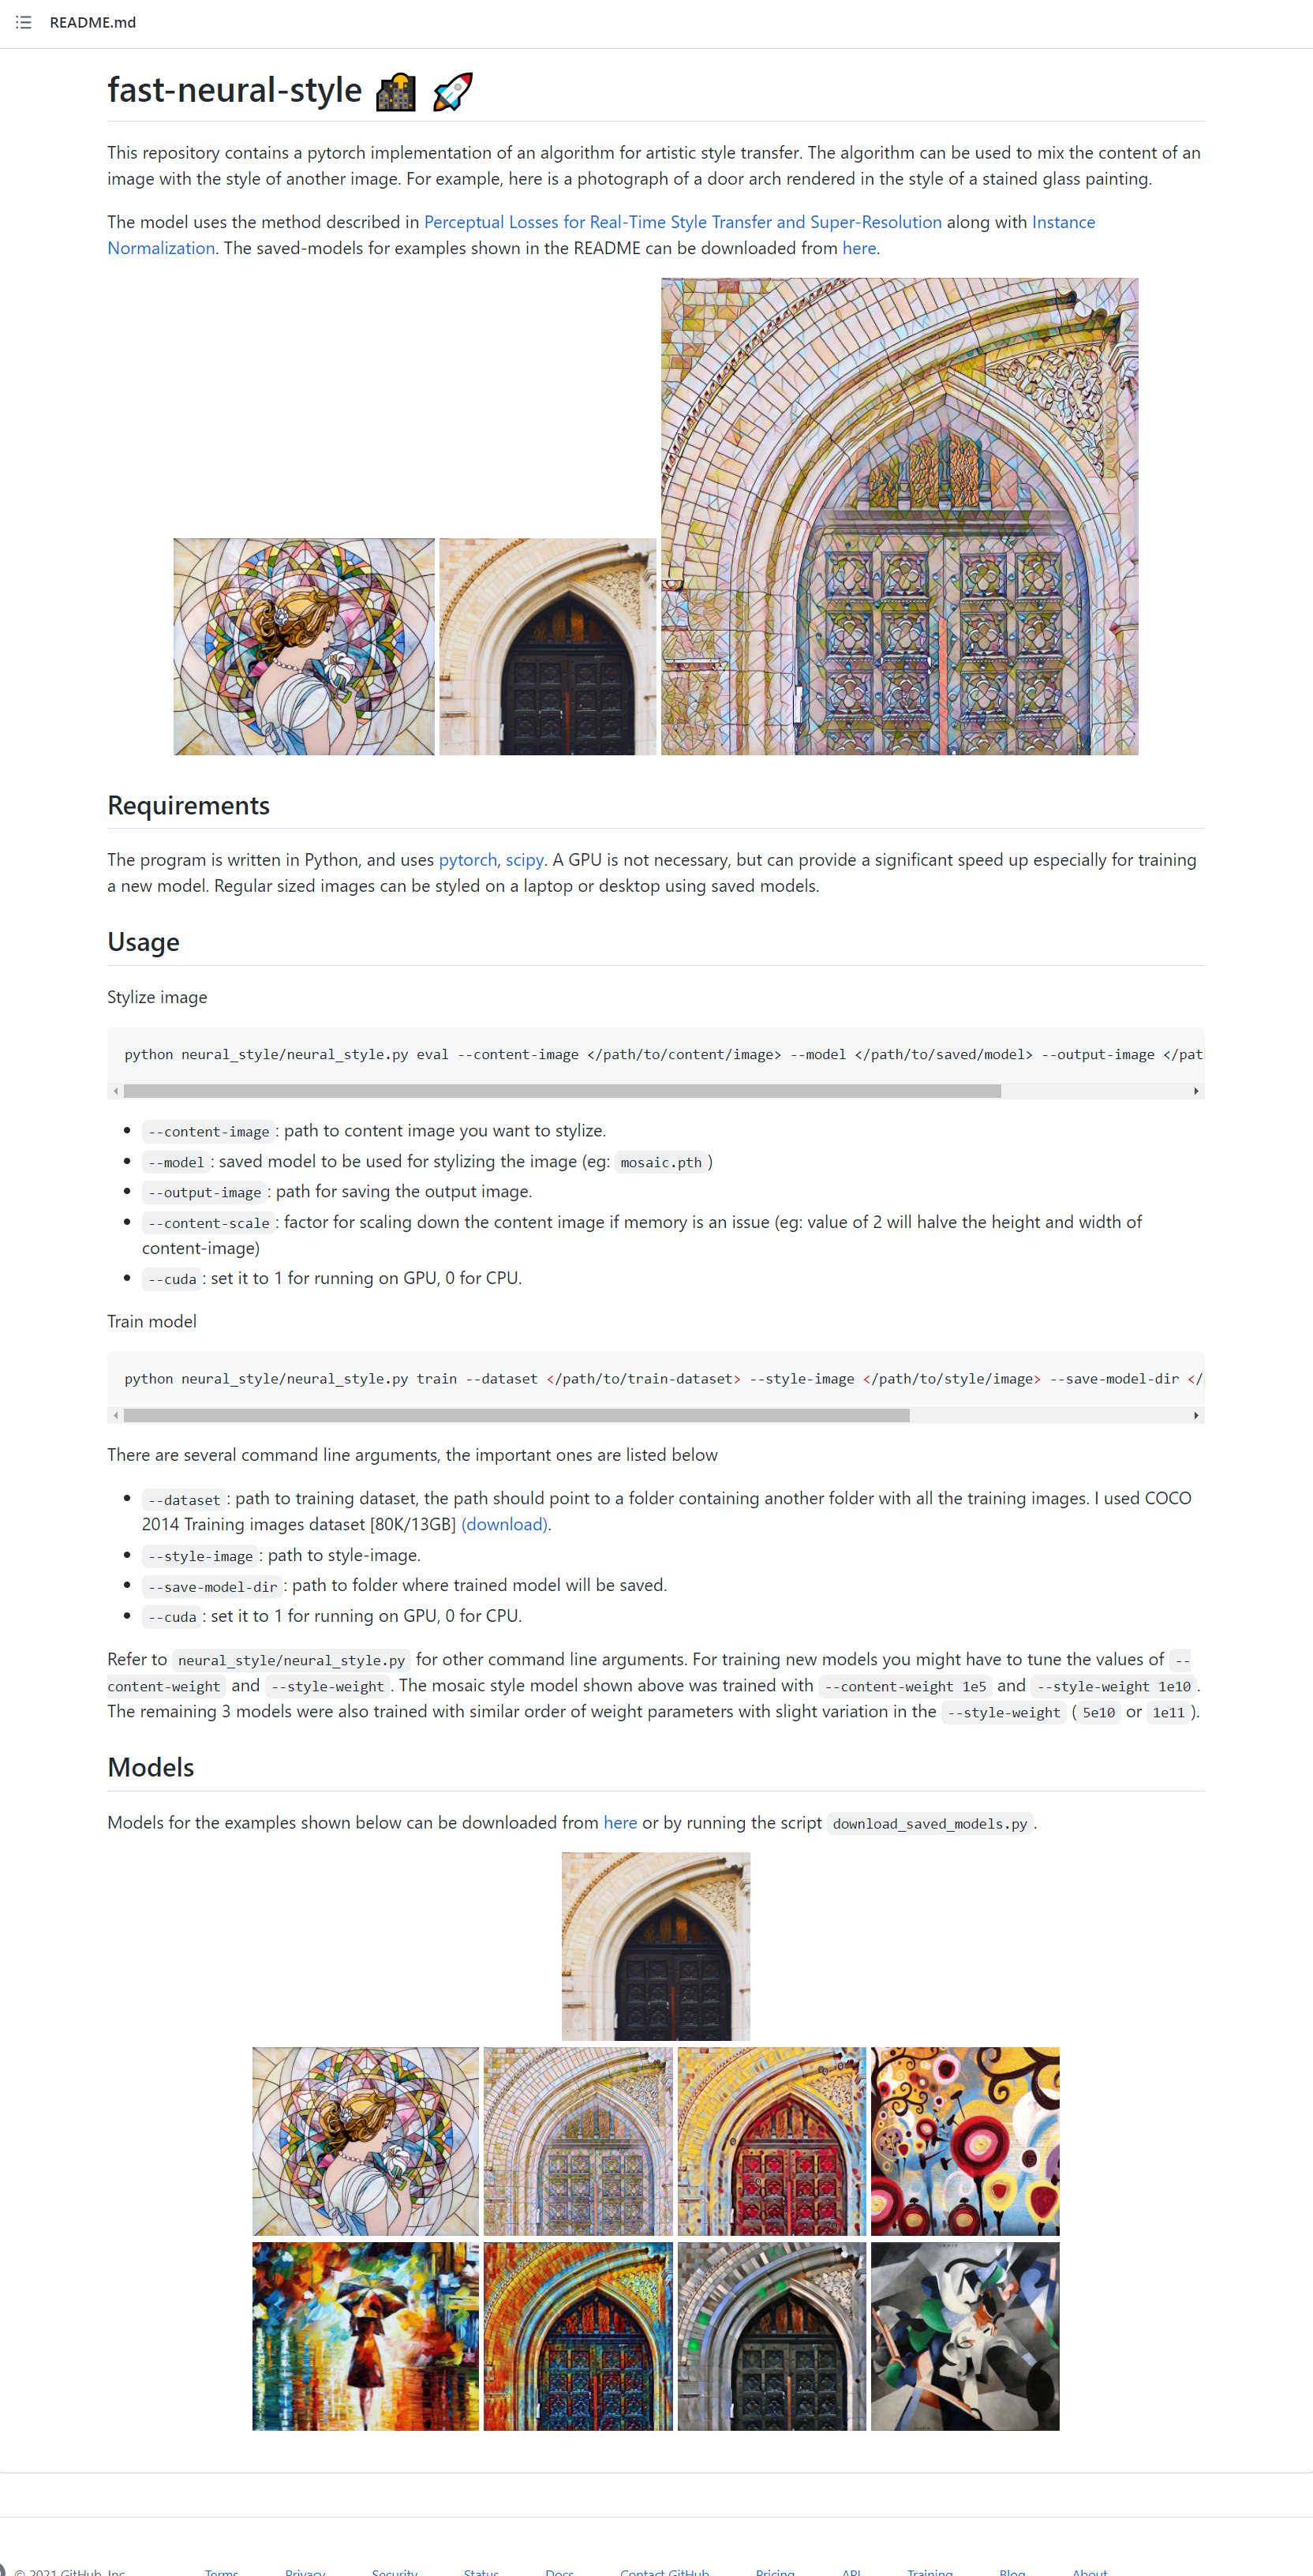 README.md
fast-neural-style
This repository contains a pytorch implementation of an algorithm for artistic style transfer. The algorithm can be used to mix the content of an
image with the style of another image. For example, here is a photograph of a door arch rendered in the style of a stained glass painting.
The model uses the method described in Perceptual Losses for Real-Time Style Transfer and Super-Resolution along with Instance
Normalization. The saved-models for examples shown in the README can be downloaded from here.
Requirements
The program is written in Python, and uses pytorch, scipy. A GPU is not necessary, but can provide a significant speed up especially for training
a new model. Regular sized images can be styled on a laptop or desktop using saved models.
Usage
Stylize image
python neural_style/neural_style.py eval --content-image </path/to/content/image> --model </path/to/saved/model> --output-image </pat
--content-image: path to content image you want to stylize.
--model: saved model to be used for stylizing the image (eg: mosaic.pth)
--output-image: path for saving the output image.
--content-scale: factor for scaling down the content image if memory is an issue (eg: value of 2 will halve the height and width of
content-image)
--cuda: set it to 1 for running on GPU, 0 for CPU.
Train model
python neural_style/neural_style.py train --dataset </path/to/train-dataset> --style-image </path/to/style/image> --save-model-dir </
There are several command line arguments, the important ones are listed below
--dataset: path to training dataset, the path should point to a folder containing another folder with all the training images. I used COCO
2014 Training images dataset [80K/13GB] (download).
--style-image: path to style-image.
--save-model-dir: path to folder where trained model will be saved.
--cuda: set it to 1 for running on GPU, 0 for CPU.
Refer to neural_style/neural_style.py for other command line arguments. For training new models you might have to tune the values of --
content-weight and --style-weight. The mosaic style model shown above was trained with --content-weight 1e5 and --style-weight 1e10.
The remaining 3 models were also trained with similar order of weight parameters with slight variation in the --style-weight (5e10 or 1e11).
Models
Models for the examples shown below can be downloaded from here or by running the script download_saved_models.py.
© 2021 GitHub, Inc. Terms Privacy Security Status Docs Contact GitHub Pricing API Training Blog About